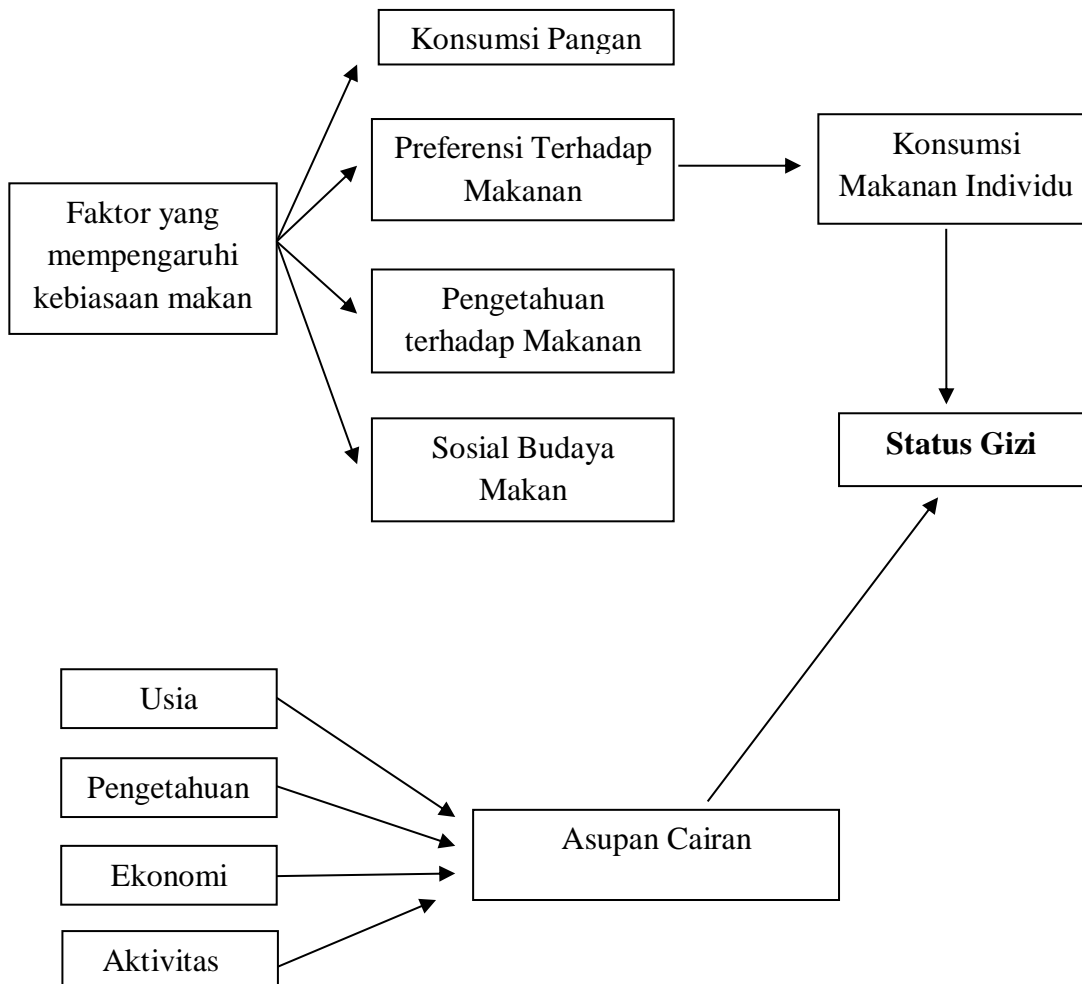 Konsumsi Pangan
Preferensi Terhadap
Makanan
Konsumsi
Makanan Individu
Faktor yang
mempengaruhi
kebiasaan makan
Pengetahuan
terhadap Makanan
Sosial Budaya
Makan
Status Gizi
Usia
Pengetahuan
Ekonomi
Aktivitas
Asupan Cairan